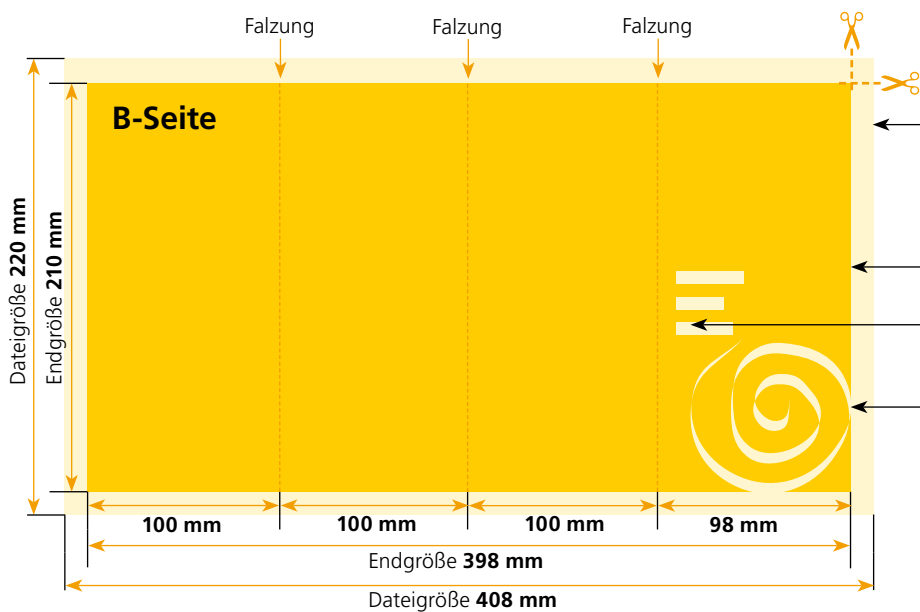 Falzung
Falzung
Falzung
B-Seite
Dateigröße 220 mm
Endgröße 210 mm
100 mm
100 mm
100 mm
98 mm
Endgröße 398 mm
Dateigröße 408 mm